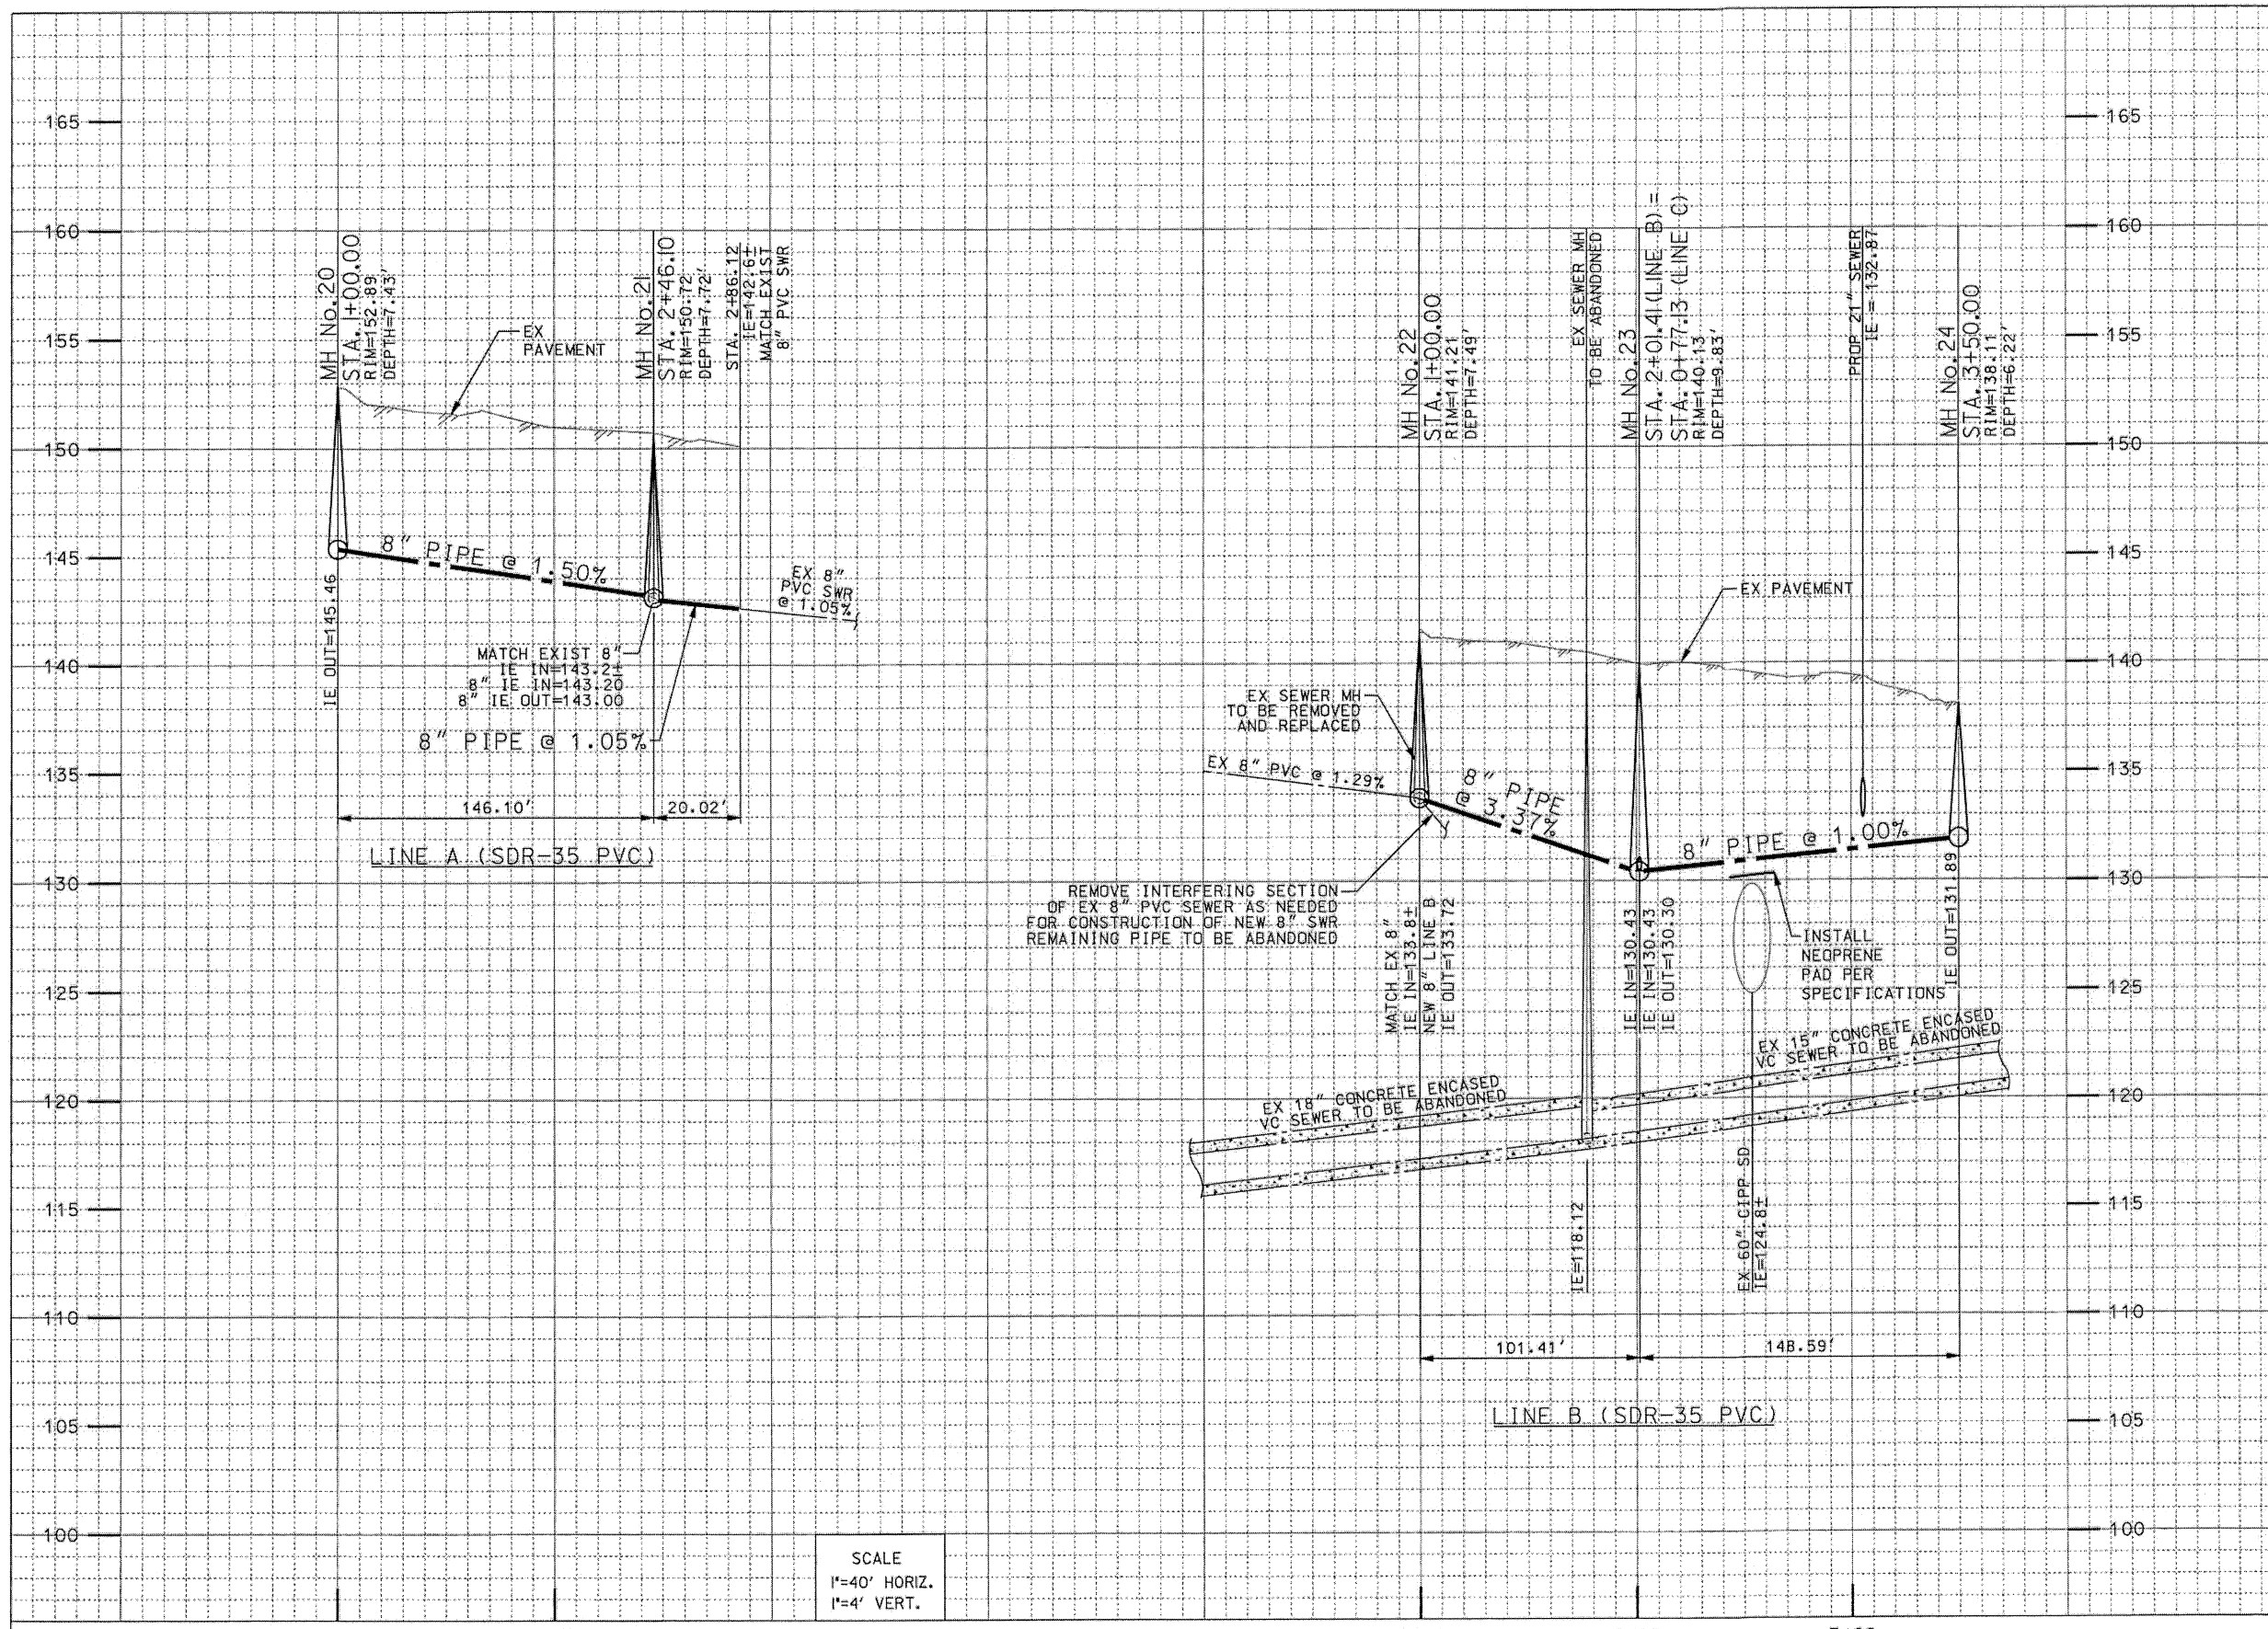 165
160
155
150
145
140
135
130
125
120
115
110
105
100
MH No.20
STA. 1+00.00
RIM=152.89
DEPTH=7.43'
EX
PAVEMENT
MH No.21
STA. 2+46.10
RIM=150.72
DEPTH=7.72'
STA. 2+86.12
IE=142.6±
MATCH EXIST
8" PVC SWR
8" PIPE @ 1.50%
IE OUT=145.46
EX 8"
PVC SWR
@ 1.05%
MATCH EXIST 8"
IE IN=143.2±
8" IE IN=143.20
8" IE OUT=143.00
8" PIPE @ 1.05%
146.10'
20.02'
LINE A (SDR-35 PVC)
SCALE
1"=40' HORIZ.
1"=4' VERT.
MH No.22
STA. 1+00.00
RIM=141.21
DEPTH=7.49'
EX SEWER MH
TO BE ABANDONED
MH No.23
STA. 2+01.41(LINE B) =
STA. 0+77.13 (LINE C)
RIM=140.13
DEPTH=9.83'
PROP 21" SEWER
IE = 132.87
MH No.24
STA. 3+50.00
RIM=138.11
DEPTH=6.22'
EX PAVEMENT
EX SEWER MH
TO BE REMOVED
AND REPLACED
EX 8" PVC @ 1.29%
8" PIPE
@ 3.37%
8" PIPE @ 1.00%
REMOVE INTERFERING SECTION
OF EX 8" PVC SEWER AS NEEDED
FOR CONSTRUCTION OF NEW 8" SWR
REMAINING PIPE TO BE ABANDONED
MATCH EX 8"
IE IN=133.8±
NEW 8" LINE B
IE OUT=133.72
IE IN=130.43
IE IN=130.43
IE OUT=130.30
INSTALL
NEOPRENE
PAD PER
SPECIFICATIONS
IE OUT=131.89
EX 18" CONCRETE ENCASED
VC SEWER TO BE ABANDONED
EX 15" CONCRETE ENCASED
VC SEWER TO BE ABANDONED
IE=118.12
EX 60" CIPP SD
IE=124.8±
101.41'
148.59'
LINE B (SDR-35 PVC)
165
160
155
150
145
140
135
130
125
120
115
110
105
100